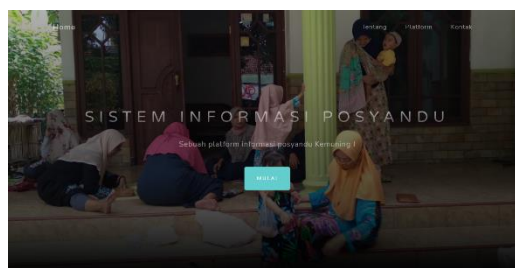 Home
Tentang Platform Kontak
SISTEM INFORMASI POSYANDU
Sebuah platform informasi posyandu Kemuning I
MULAI